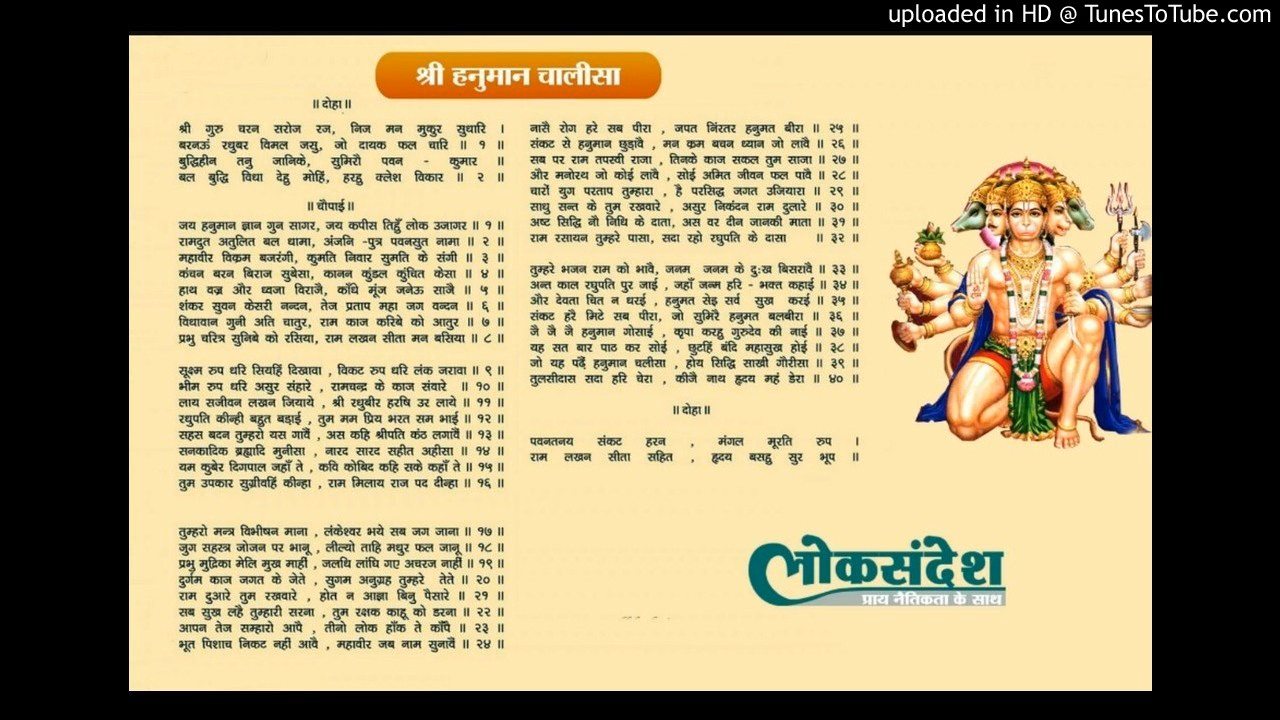 uploaded in HD @ TunesToTube.com
श्री हनुमान चालीसा
॥ दोहा ॥
श्री गुरु चरन सरोज रज, निज मन मुकुर सुधारि ।
बरनऊं रधुबर विमल जसु, जो दायक फल चारि ॥ १ ॥
बुद्धिहीन तनु जानिके, सुमिरौ पवन - कुमार ॥
बल बुद्धि विधा देहु मोहिं, हरहु क्लेश विकार ॥ २ ॥
॥ चौपाई ॥
जय हनुमान ज्ञान गुन सागर, जय कपीस तिहुँ लोक उजागर ॥ १ ॥
रामदुत अतुलित बल धामा, अंजनि -पुत्र पवनसुत नामा ॥ २ ॥
महावीर विक्रम बजरंगी, कुमति निवार सुमति के संगी ॥ ३ ॥
कंचन बरन बिराज सुबेसा, कानन कुंडल कुंचित केसा ॥ ४ ॥
हाथ वज्र और ध्वजा विराजै, काँधे मूंज जनेऊ साजै ॥ ५ ॥
शंकर सुवन केसरी नन्दन, तेज प्रताप महा जग वन्दन ॥ ६ ॥
विधावान गुनी अति चातुर, राम काज करिबे को आतुर ॥ ७ ॥
प्रभु चरित्र सुनिबे को रसिया, राम लखन सीता मन बसिया ॥ ८ ॥
सूक्ष्म रुप धरि सियहिं दिखावा , विकट रुप धरि लंक जरावा ॥ ९ ॥
भीम रुप धरि असुर संहारे , रामचन्द्र के काज संवारे ॥ १० ॥
लाय सजीवन लखन जियाये , श्री रघुबीर हरषि उर लाये ॥ ११ ॥
रधुपति कीन्ही बहुत बड़ाई , तुम मम प्रिय भरत सम भाई ॥ १२ ॥
सहस बदन तुम्हरो यस गावैं , अस कहि श्रीपति कंठ लगावैं ॥ १३ ॥
सनकादिक ब्रह्मादि मुनीसा , नारद सारद सहीत अहीसा ॥ १४ ॥
यम कुबेर दिगपाल जहाँ ते , कवि कोबिद कहि सके कहाँ ते ॥ १५ ॥
तुम उपकार सुग्रीवहिं कीन्हा , राम मिलाय राज पद दीन्हा ॥ १६ ॥
तुम्हरो मन्त्र विभीषन माना , लंकेश्वर भये सब जग जाना ॥ १७ ॥
जुग सहस्त्र जोजन पर भानू , लील्यो ताहि मधुर फल जानू ॥ १८ ॥
प्रभु मुद्रिका मेलि मुख माहीं , जलधि लांधि गए अचरज नाहीं ॥ १९ ॥
दुर्गम काज जगत के जेते , सुगम अनुग्रह तुम्हरे तेते ॥ २० ॥
राम दुआरे तुम रखवारे , होत न आज्ञा बिनु पैसारे ॥ २१ ॥
सब सुख लहै तुम्हारी सरना , तुम रक्षक काहू को डरना ॥ २२ ॥
आपन तेज सम्हारो आपै , तीनो लोक हाँक ते काँपै ॥ २३ ॥
भूत पिशाच निकट नहीं आवै , महावीर जब नाम सुनावैं ॥ २४ ॥
नासै रोग हरे सब पीरा , जपत निंरतर हनुमत बीरा ॥ २५ ॥
संकट से हनुमान छुड़ावै , मन क्रम बचन ध्यान जो लावै ॥ २६ ॥
सब पर राम तपस्वी राजा , तिनके काज सकल तुम साजा ॥ २७ ॥
और मनोरथ जो कोई लावै , सोई अमित जीवन फल पावै ॥ २८ ॥
चारों युग परताप तुम्हारा , है परसिद्ध जगत उजियारा ॥ २९ ॥
साधु सन्त के तुम रखवारे , असुर निकंदन राम दुलारे ॥ ३० ॥
अष्ट सिद्धि नौ निधि के दाता, अस वर दीन जानकी माता ॥ ३१ ॥
राम रसायन तुम्हरे पासा, सदा रहो रघुपति के दासा ॥ ३२ ॥
तुम्हरे भजन राम को भावै, जनम जनम के दुःख बिसरावै ॥ ३३ ॥
अन्त काल रघुपति पुर जाई , जहाँ जन्म हरि - भक्त कहाई ॥ ३४ ॥
और देवता चित न धरई , हनुमत सेइ सर्व सुख करई ॥ ३५ ॥
संकट हरै मिटे सब पीरा, जो सुमिरै हनुमत बलबीरा ॥ ३६ ॥
जै जै जै हनुमान गोसाई , कृपा करहु गुरुदेव की नाई ॥ ३७ ॥
यह सत बार पाठ कर सोई , छुटहिं बंदि महासुख होई ॥ ३८ ॥
जो यह पढ़ैं हनुमान चलीसा , होय सिद्धि साखी गौरीसा ॥ ३९ ॥
तुलसीदास सदा हरि चेरा , कीजै नाथ हृदय महं डेरा ॥ ४० ॥
॥ दोहा ॥
पवनतनय संकट हरन , मंगल मूरति रुप ।
राम लखन सीता सहित , हृदय बसहु सुर भूप ॥
लोकसंदेश
प्राय नैतिकता के साथ